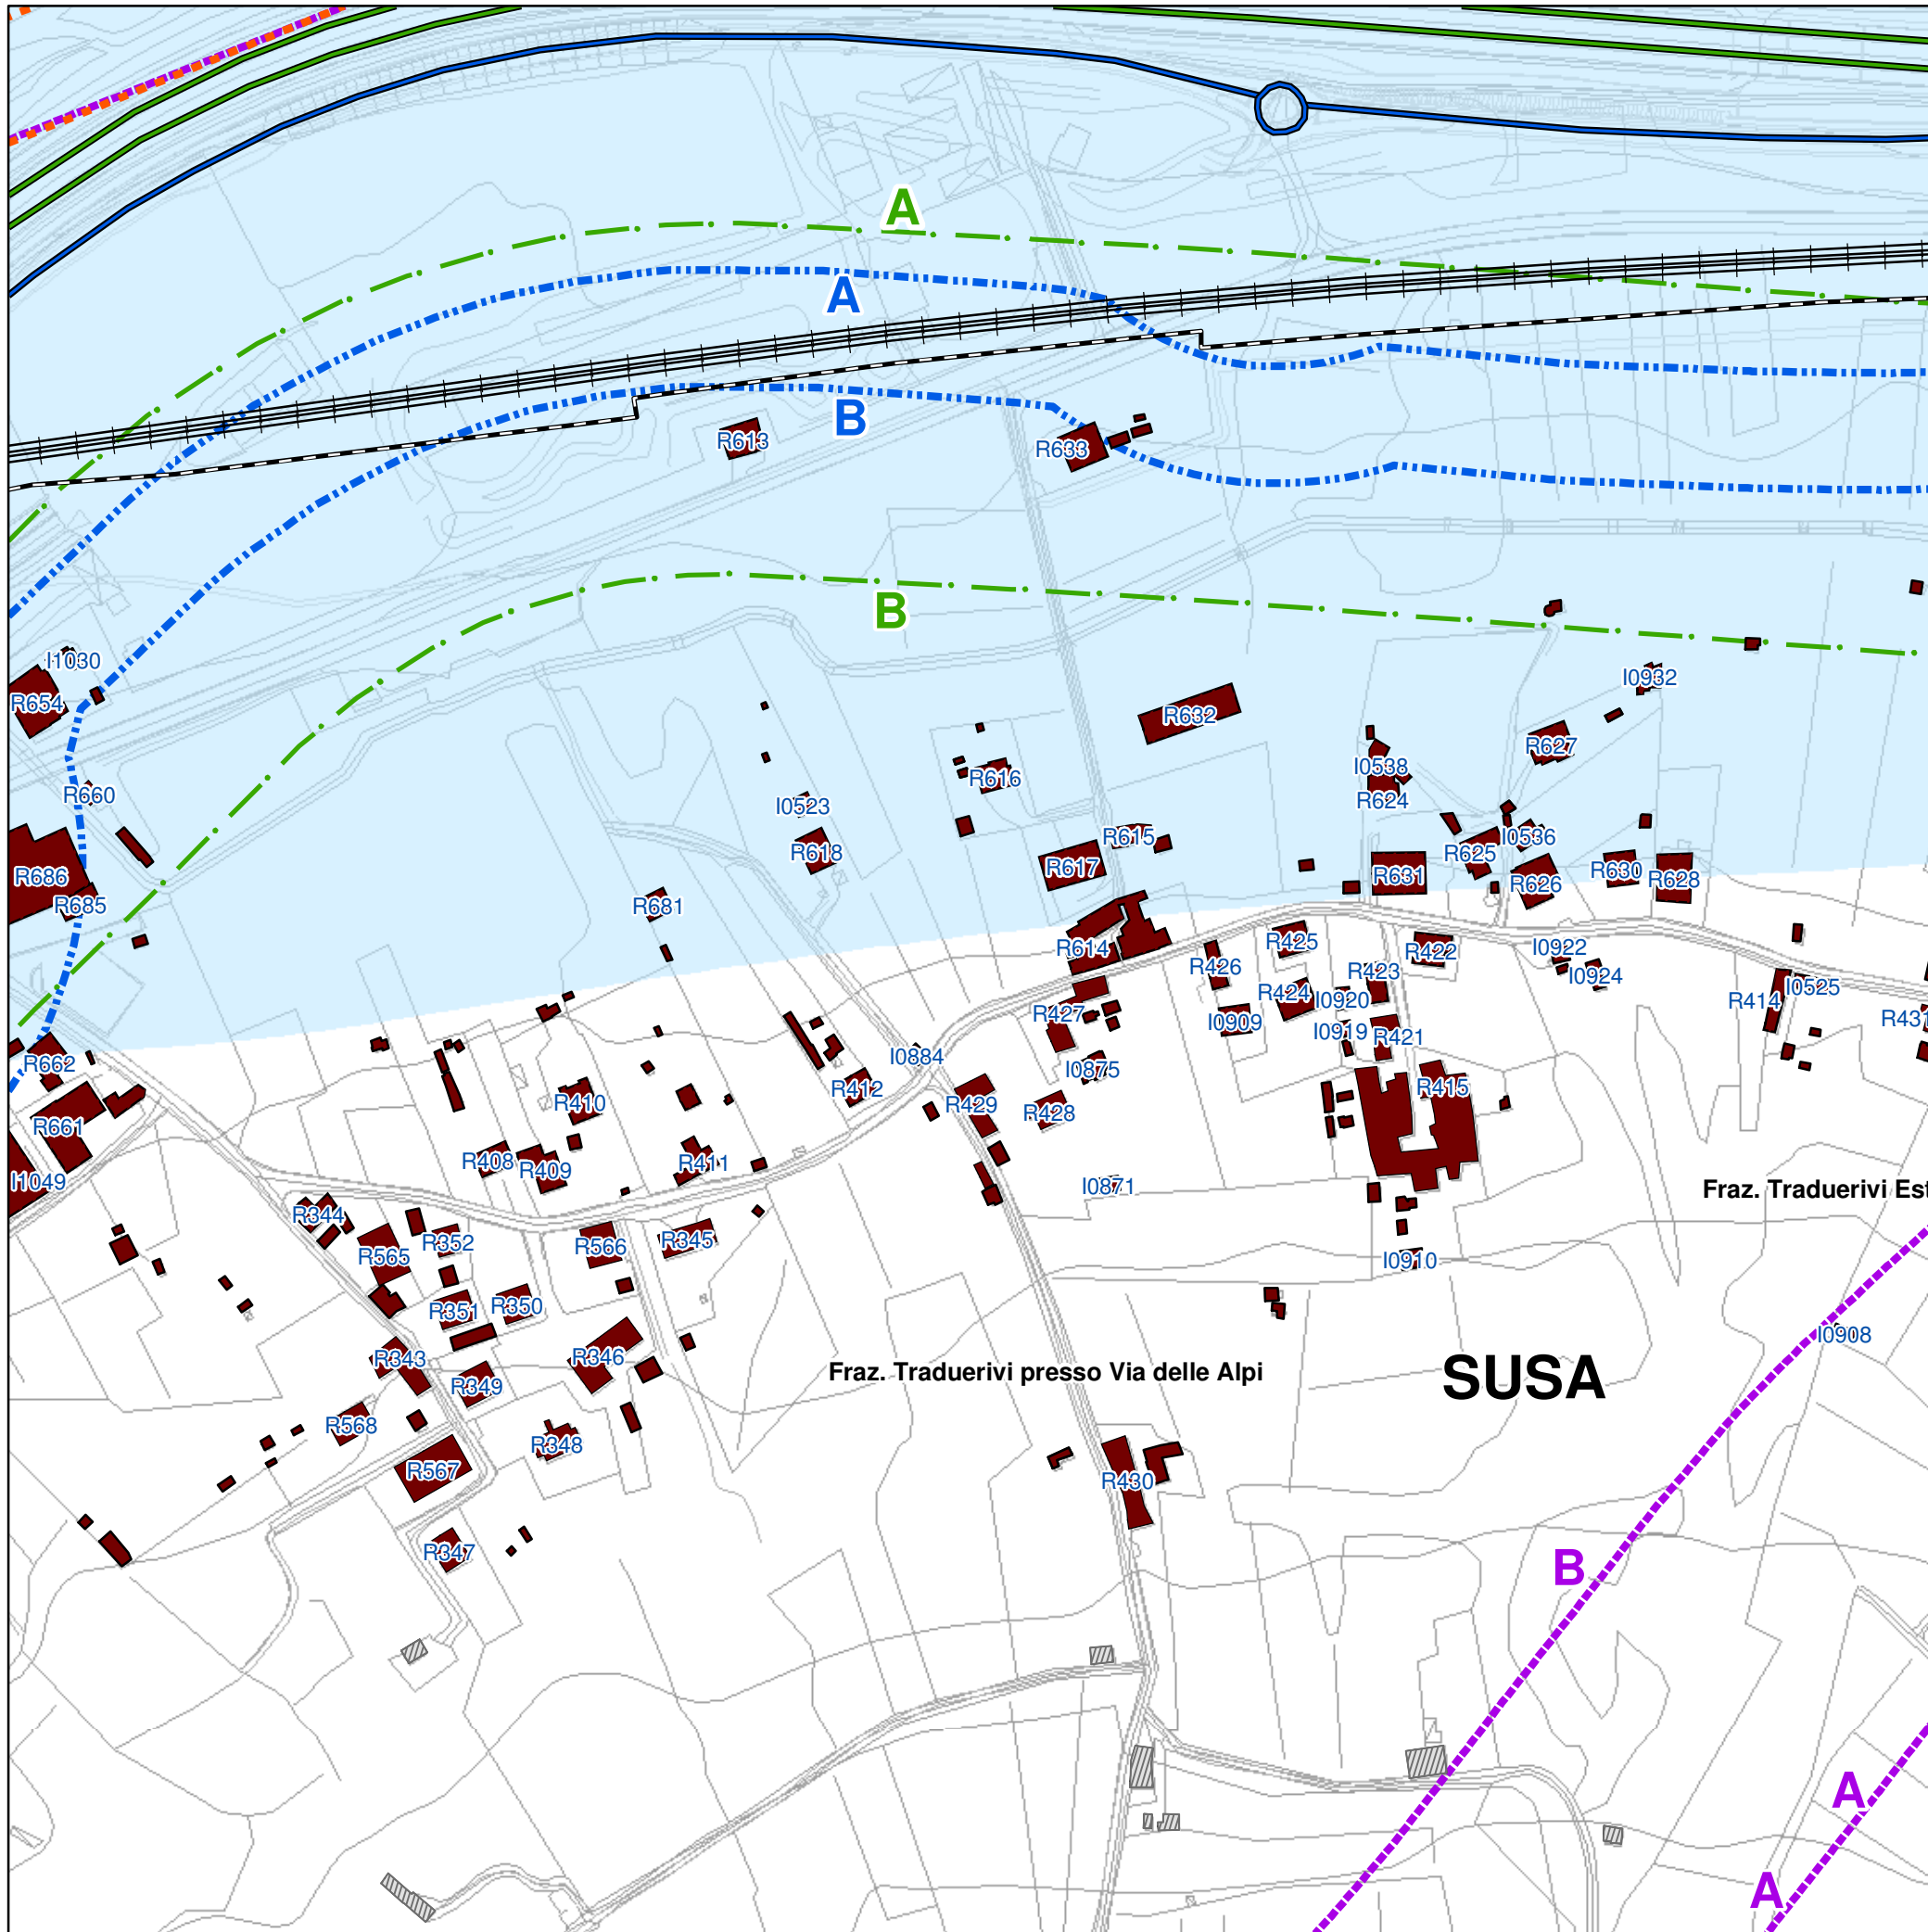 A
A
B
R613
R633
B
I1030
R654
I0932
R632
R627
I0538
R616
R660
R624
I0523
R615
I0536
R618
R625
R617
R630
R686
R631
R628
R626
R685
R681
R614
R425
R422
I0922
R426
R423
I0924
I0525
R424
I0920
R414
R427
R431
I0909
I0919
R421
I0884
R662
I0875
R412
R415
R410
R429
R428
R661
R408
R411
R409
I1049
I0871
Fraz. Traduerivi Est
R344
R352
R345
R566
R565
I0910
R350
R351
I0908
R346
R343
Fraz. Traduerivi presso Via delle Alpi
SUSA
R349
R568
R348
R567
R430
R347
B
A
A